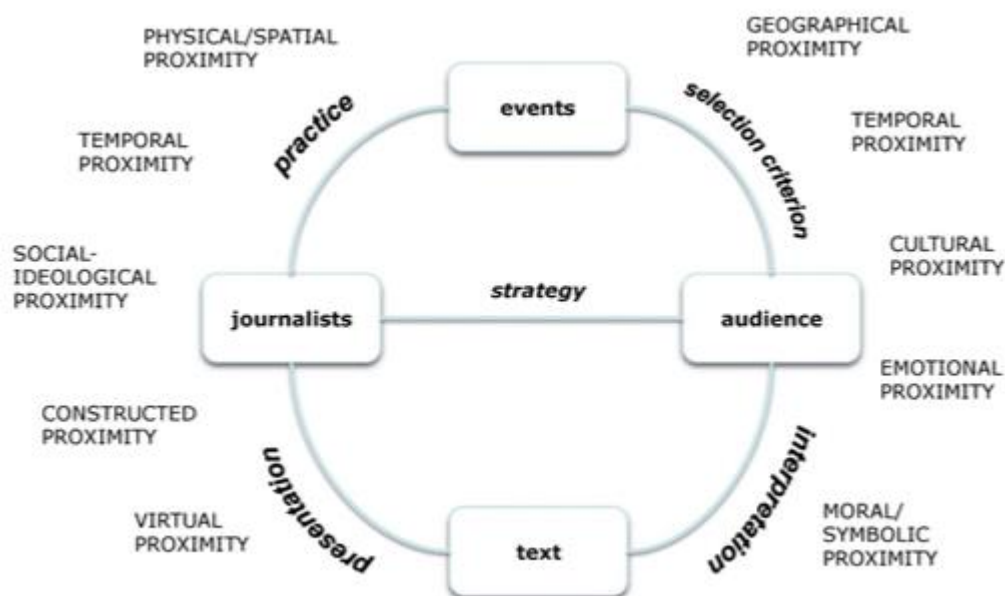 PHYSICAL/SPATIAL
PROXIMITY
GEOGRAPHICAL
PROXIMITY
events
practice
selection criterion
TEMPORAL
PROXIMITY
TEMPORAL
PROXIMITY
SOCIAL-
IDEOLOGICAL
PROXIMITY
CULTURAL
PROXIMITY
strategy
journalists
audience
EMOTIONAL
PROXIMITY
CONSTRUCTED
PROXIMITY
presentation
interpretation
VIRTUAL
PROXIMITY
text
MORAL/
SYMBOLIC
PROXIMITY